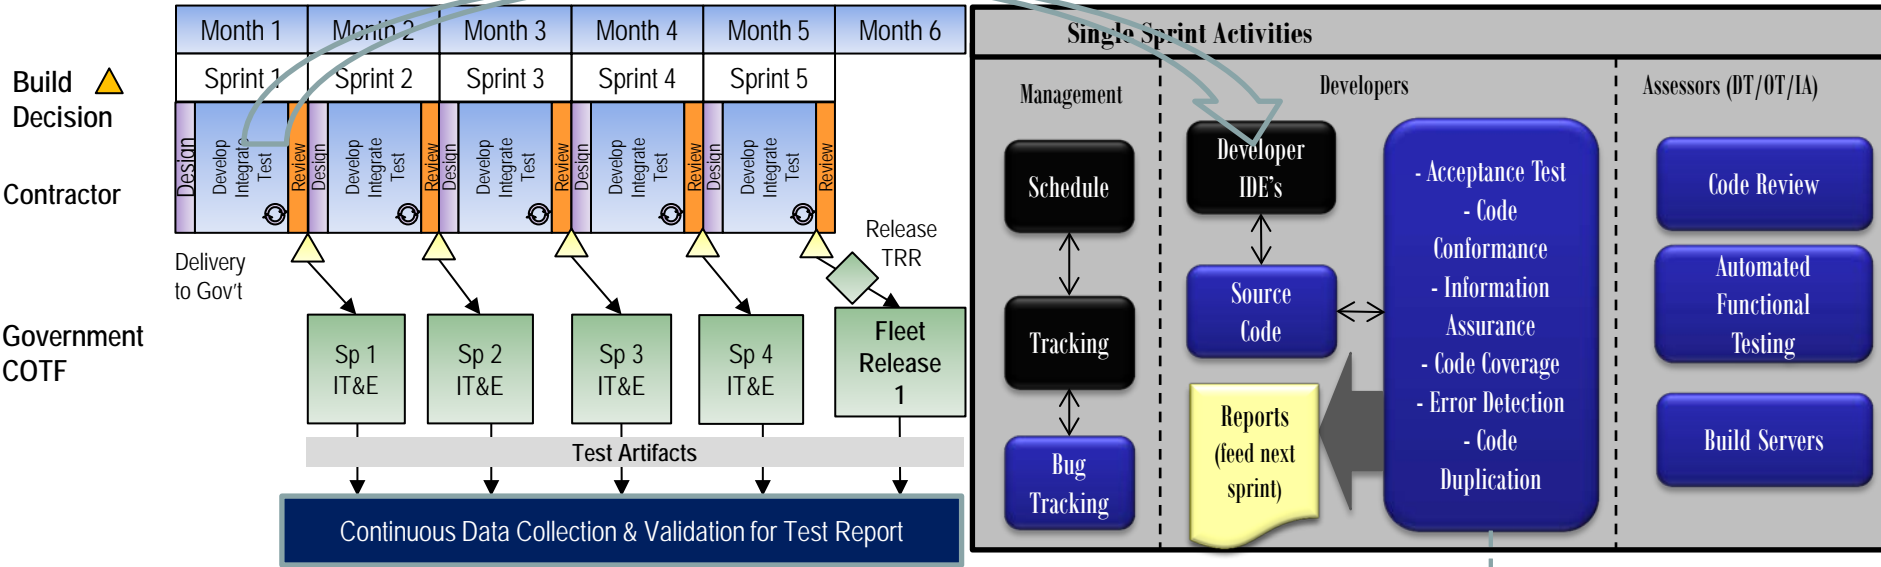 Month 1
Month 2
Month 3
Month 4
Month 5
Month 6
Sprint 1
Sprint 2
Sprint 3
Sprint 4
Sprint 5
Build
Decision
Contractor
Government
COTF
Design
Develop
Integrate
Test
Review
Design
Develop
Integrate
Test
Review
Design
Develop
Integrate
Test
Review
Design
Develop
Integrate
Test
Review
Design
Develop
Integrate
Test
Review
Delivery
to Gov't
Release
TRR
Sp 1
IT&E
Sp 2
IT&E
Sp 3
IT&E
Sp 4
IT&E
Fleet
Release
1
Test Artifacts
Continuous Data Collection & Validation for Test Report
Single Sprint Activities
Management
Schedule
Tracking
Bug
Tracking
Developers
Developer
IDE's
Source
Code
Reports
(feed next
sprint)
- Acceptance Test
- Code
Conformance
- Information
Assurance
- Code Coverage
- Error Detection
- Code
Duplication
Assessors (DT/OT/IA)
Code Review
Automated
Functional
Testing
Build Servers